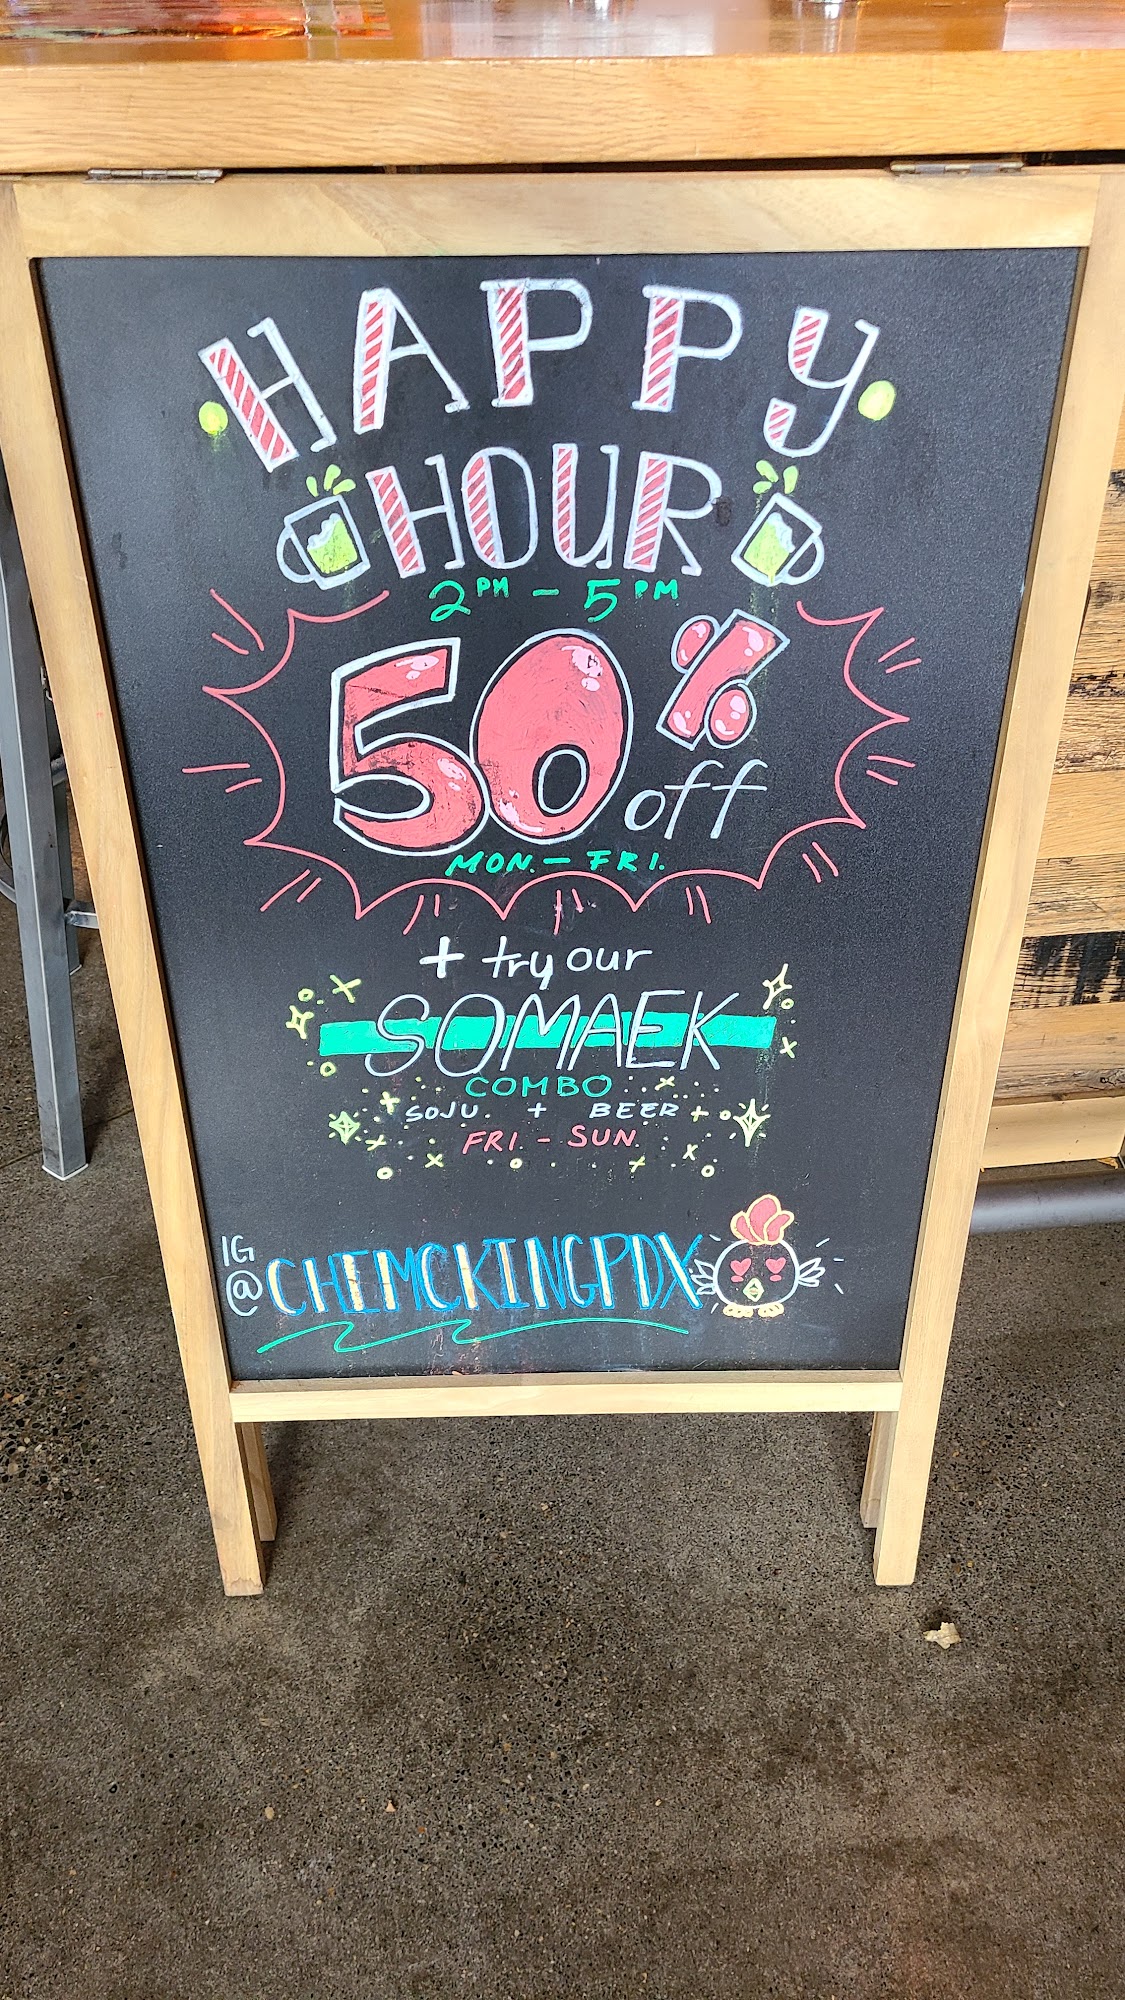 HAPPY
HOUR
2PM - 5PM
50% off
MON. - FRI.
+ try our
SOMAEK
COMBO
SOJU. + BEER
FRI. - SUN.
IG
@CHEMCKINGPDX